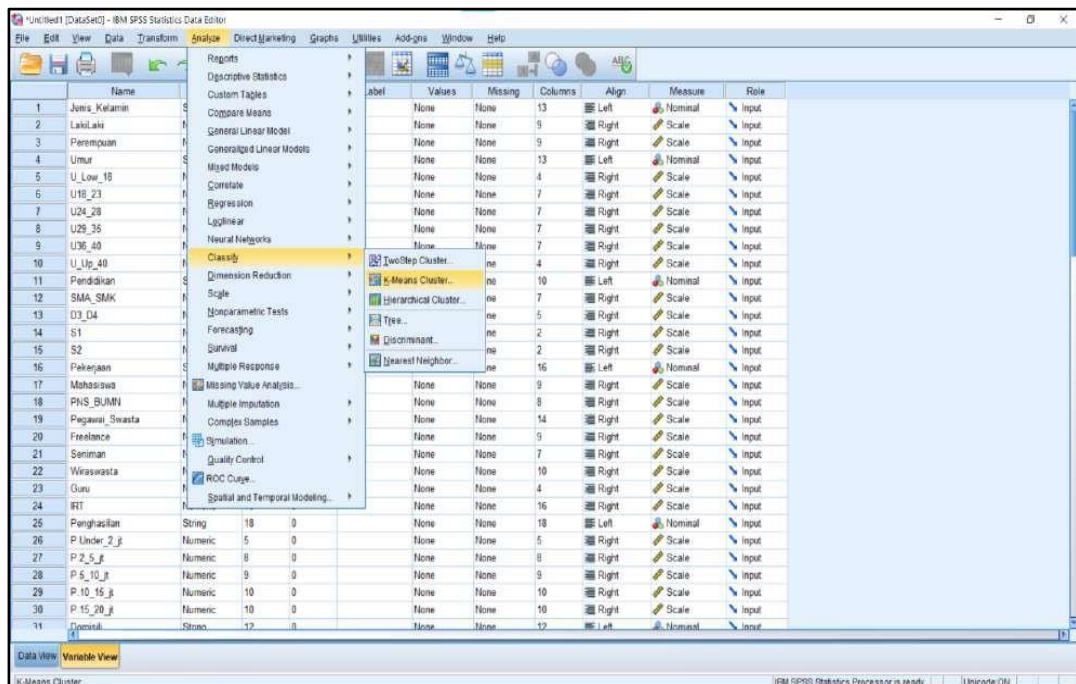 *Untitled1 [DataSet0] - IBM SPSS Statistics Data Editor
File Edit View Data Transform Analyze Direct Marketing Graphs Utilities Add-ons Window Help
Name Label Values Missing Columns Align Measure Role
1 Jenis_Kelamin S None None 13 Left Nominal Input
2 LakiLaki N None None 9 Right Scale Input
3 Perempuan N None None 9 Right Scale Input
4 Umur S None None 13 Left Nominal Input
5 U_Low_18 N None None 4 Right Scale Input
6 U18_23 N None None 7 Right Scale Input
7 U24_28 N None None 7 Right Scale Input
8 U29_35 N None None 7 Right Scale Input
9 U36_40 N None None 7 Right Scale Input
10 U_Up_40 N 4 Right Scale Input
11 Pendidikan S 10 Left Nominal Input
12 SMA_SMK N 7 Right Scale Input
13 D3_D4 N 5 Right Scale Input
14 S1 N 2 Right Scale Input
15 S2 N 2 Right Scale Input
16 Pekerjaan S 16 Left Nominal Input
17 Mahasiswa N None None 9 Right Scale Input
18 PNS_BUMN N None None 8 Right Scale Input
19 Pegawai_Swasta N None None 14 Right Scale Input
20 Freelance N None None 9 Right Scale Input
21 Seniman N None None 7 Right Scale Input
22 Wiraswasta N None None 10 Right Scale Input
23 Guru N None None 4 Right Scale Input
24 IRT None None 16 Right Scale Input
25 Penghasilan String 18 0 None None 18 Left Nominal Input
26 P.Under_2_jt Numeric 5 0 None None 5 Right Scale Input
27 P.2_5_jt Numeric 8 0 None None 8 Right Scale Input
28 P.5_10_jt Numeric 9 0 None None 9 Right Scale Input
29 P.10_15_jt Numeric 10 0 None None 10 Right Scale Input
30 P.15_20_jt Numeric 10 0 None None 10 Right Scale Input
31 Domisili String 12 0 None None 12 Left Nominal Input
Reports
Descriptive Statistics
Custom Tables
Compare Means
General Linear Model
Generalized Linear Models
Mixed Models
Correlate
Regression
Loglinear
Neural Networks
Classify
Dimension Reduction
Scale
Nonparametric Tests
Forecasting
Survival
Multiple Response
Missing Value Analysis...
Multiple Imputation
Complex Samples
Simulation...
Quality Control
ROC Curve...
Spatial and Temporal Modeling...
TwoStep Cluster...
K-Means Cluster...
Hierarchical Cluster...
Tree...
Discriminant...
Nearest Neighbor...
Data View Variable View
K-Means Cluster IBM SPSS Statistics Processor is ready Unicode:ON